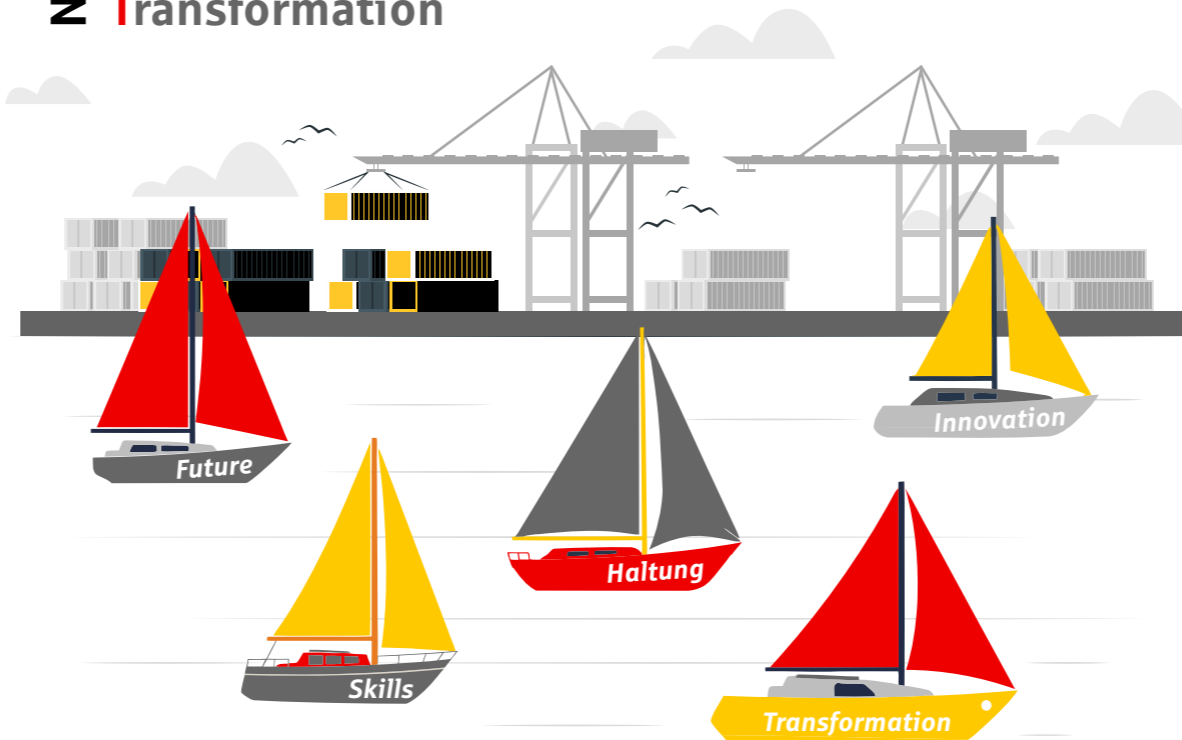 N
Transformation
Innovation
Future
Haltung
Skills
Transformation